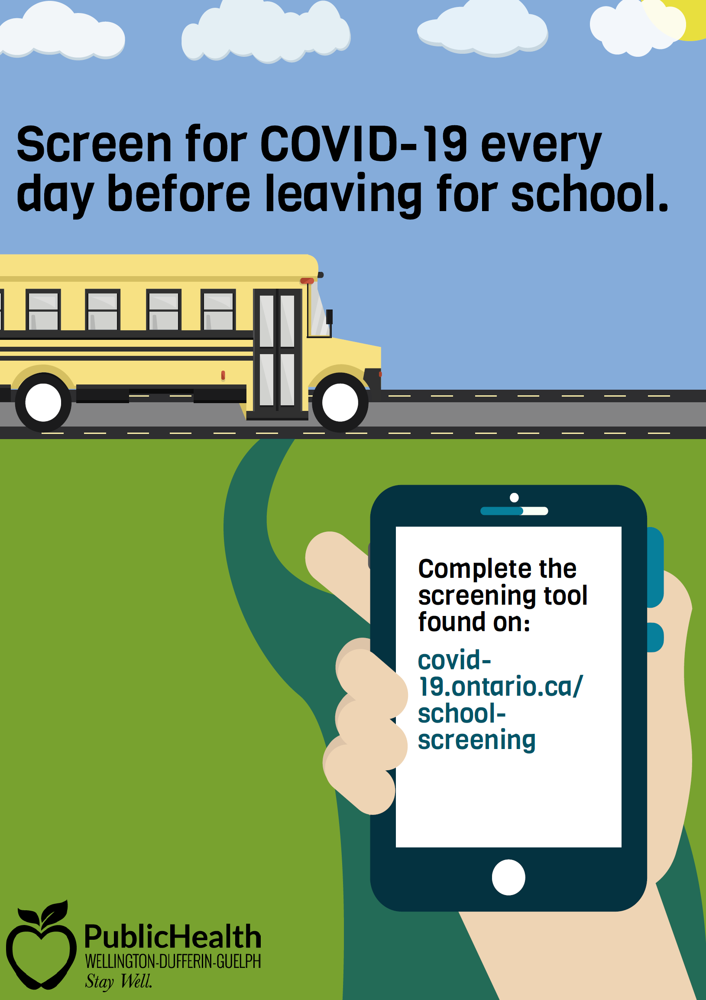 Screen for COVID-19 every
day before leaving for school.
Complete the
screening tool
found on:
covid-
19.ontario.ca/
school-
screening
PublicHealth
WELLINGTON-DUFFERIN-GUELPH
Stay Well.